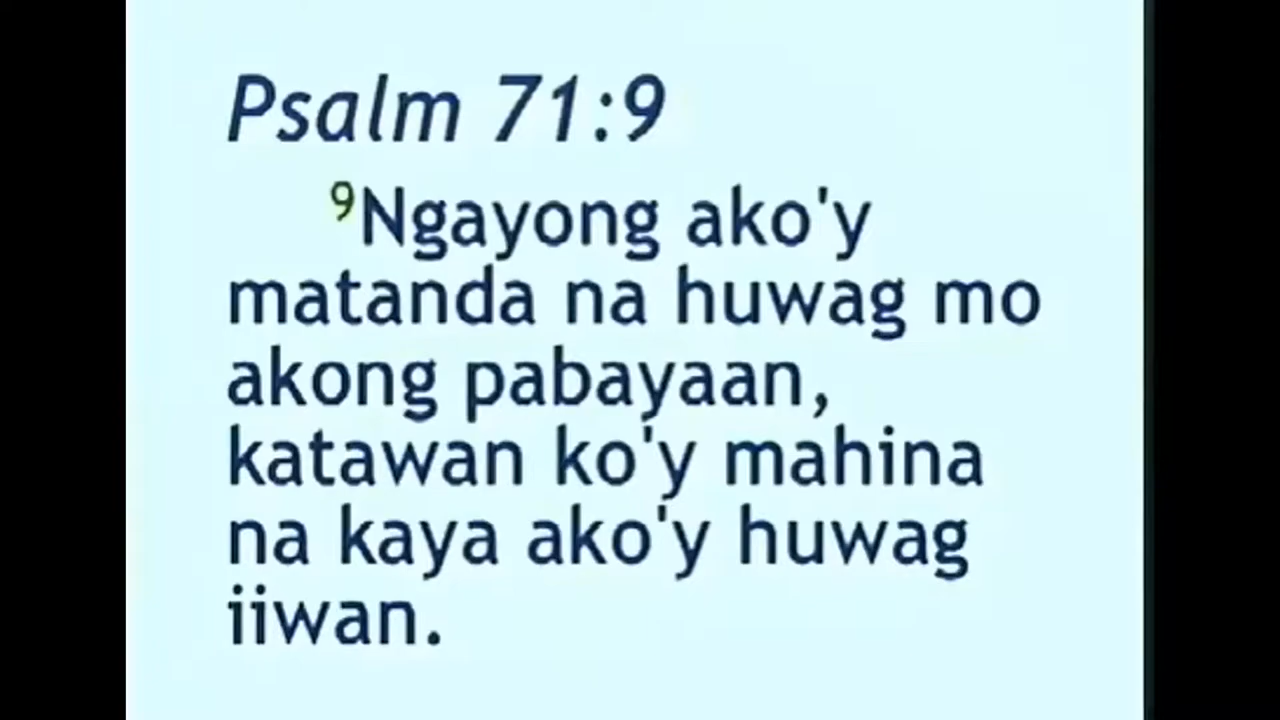 Psalm 71:9
⁹Ngayong ako'y
matanda na huwag mo
akong pabayaan,
katawan ko'y mahina
na kaya ako'y huwag
iiwan.